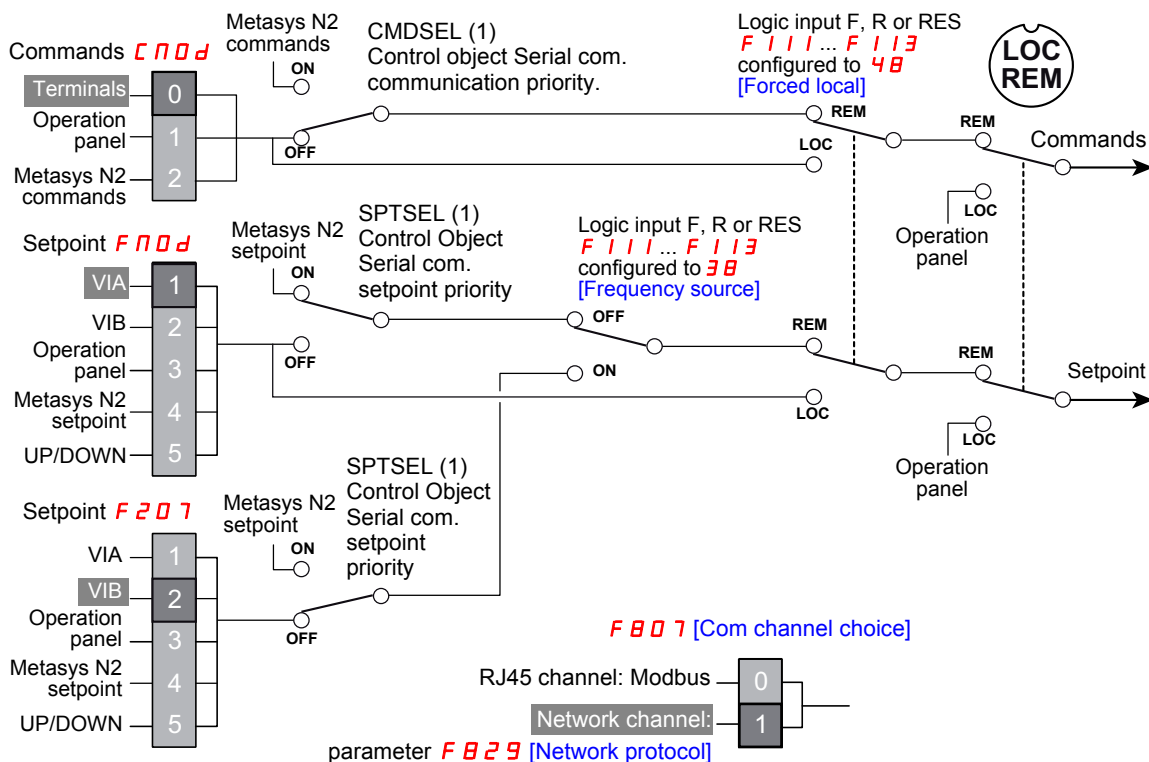 Commands CMOd
Terminals 0
Operation
panel 1
Metasys N2
commands 2
Metasys N2
commands
ON
OFF
CMDSEL (1)
Control object Serial com.
communication priority.
Logic input F, R or RES
F111... F113
configured to 48
[Forced local]
REM
LOC
LOC
REM
REM
Commands
LOC
Operation
panel
Setpoint FMOd
VIA 1
VIB 2
Operation
panel 3
Metasys N2
setpoint 4
UP/DOWN 5
Metasys N2
setpoint
ON
OFF
SPTSEL (1)
Control Object
Serial com.
setpoint priority
Logic input F, R or RES
F111... F113
configured to 38
[Frequency source]
OFF
ON
REM
LOC
REM
Setpoint
LOC
Operation
panel
Setpoint F207
VIA 1
VIB 2
Operation
panel 3
Metasys N2
setpoint 4
UP/DOWN 5
Metasys N2
setpoint
ON
OFF
SPTSEL (1)
Control Object
Serial com.
setpoint
priority
F807 [Com channel choice]
RJ45 channel: Modbus 0
Network channel: 1
parameter F829 [Network protocol]